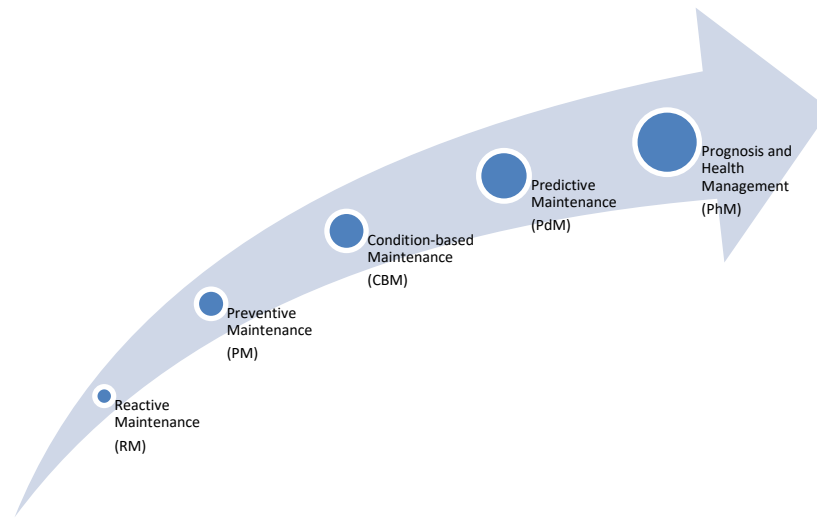 Reactive
Maintenance
(RM)
Preventive
Maintenance
(PM)
Condition-based
Maintenance
(CBM)
Predictive
Maintenance
(PdM)
Prognosis and
Health
Management
(PhM)